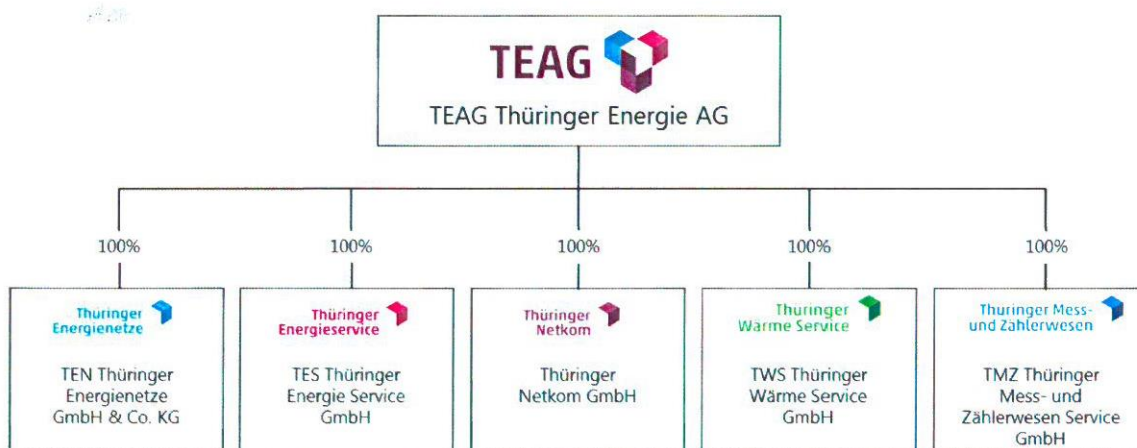 TEAG
TEAG Thüringer Energie AG
100%
100%
100%
100%
100%
Thüringer
Energienetze
TEN Thüringer
Energienetze
GmbH & Co. KG
Thüringer
Energieservice
TES Thüringer
Energie Service
GmbH
Thüringer
Netkom
Thüringer
Netkom GmbH
Thüringer
Wärme Service
TWS Thüringer
Wärme Service
GmbH
Thüringer Mess-
und Zählerwesen
TMZ Thüringer
Mess- und
Zählerwesen Service
GmbH